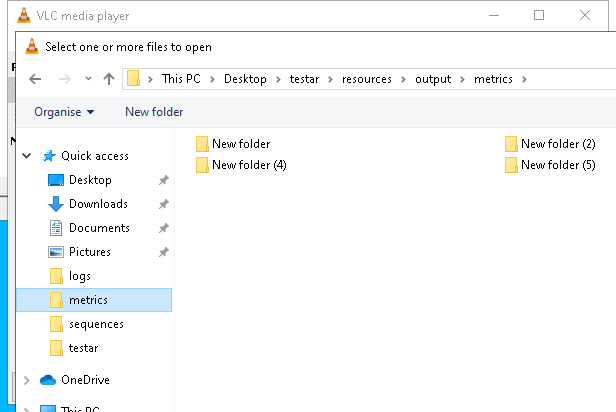 VLC media player
Select one or more files to open
This PC > Desktop > testar > resources > output > metrics >
Organise New folder
New folder New folder (2)
New folder (4) New folder (5)
Quick access
Desktop
Downloads
Documents
Pictures
logs
metrics
sequences
testar
OneDrive
This PC